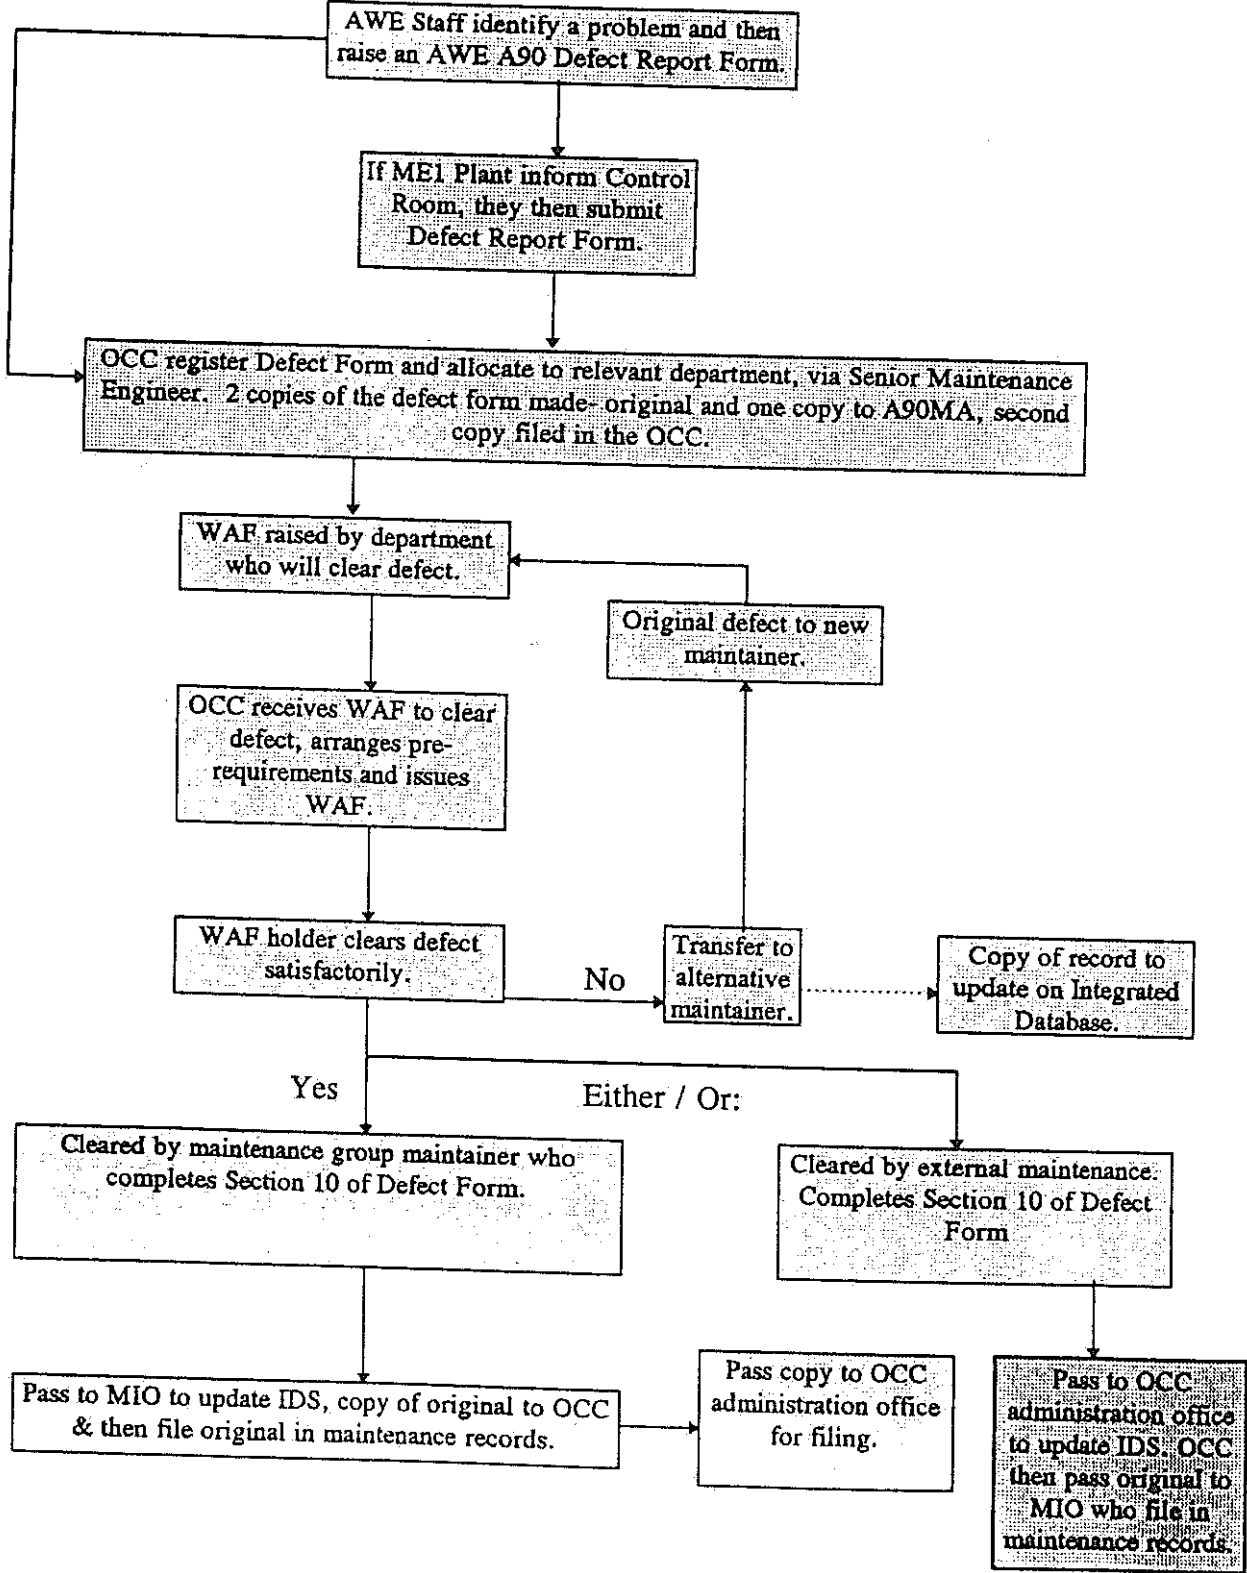 AWE Staff identify a problem and then
raise an AWE A90 Defect Report Form.
If ME1 Plant inform Control
Room, they then submit
Defect Report Form.
OCC register Defect Form and allocate to relevant department, via Senior Maintenance
Engineer. 2 copies of the defect form made- original and one copy to A90MA, second
copy filed in the OCC.
WAF raised by department
who will clear defect.
Original defect to new
maintainer.
OCC receives WAF to clear
defect, arranges pre-
requirements and issues
WAF.
WAF holder clears defect
satisfactorily.
No
Transfer to
alternative
maintainer.
Copy of record to
update on Integrated
Database.
Yes
Either / Or:
Cleared by maintenance group maintainer who
completes Section 10 of Defect Form.
Cleared by external maintenance.
Completes Section 10 of Defect
Form
Pass to MIO to update IDS, copy of original to OCC
& then file original in maintenance records.
Pass copy to OCC
administration office
for filing.
Pass to OCC
administration office
to update IDS. OCC
then pass original to
MIO who file in
maintenance records.